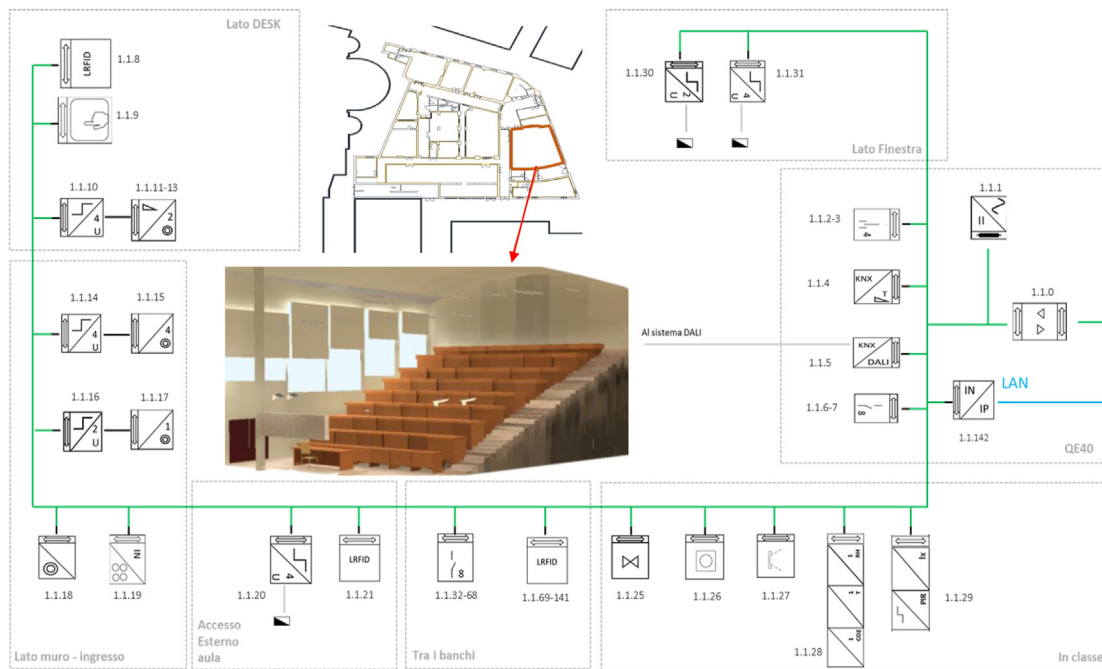 Lato DESK
LRFID
1.1.8
1.1.9
1.1.10
4
U
1.1.11-13
2
1.1.14
4
U
1.1.15
4
1.1.16
2
U
1.1.17
1
1.1.18
IN
1.1.19
Lato muro - ingresso
4
U
1.1.20
LRFID
1.1.21
Accesso
Esterno
aula
8
1.1.32-68
LRFID
1.1.69-141
Tra i banchi
1.1.30
2
U
1.1.31
4
U
Lato Finestra
1.1.1
1.1.2-3
4
1.1.4
KNX
T
1.1.0
Al sistema DALI
1.1.5
KNX
DALI
1.1.6-7
8
IN
IP
LAN
1.1.142
QE40
1.1.25
1.1.26
1.1.27
1
RH
1
T
1
CO2
1.1.28
lx
PIR
1.1.29
In classe